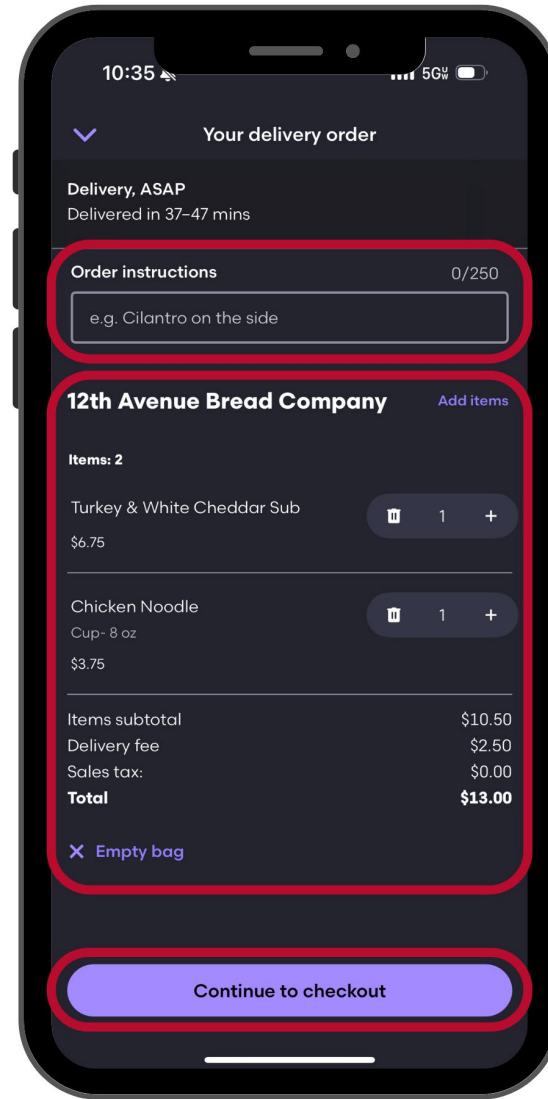 10:35
5G
Your delivery order
Delivery, ASAP
Delivered in 37–47 mins
Order instructions 0/250
e.g. Cilantro on the side
12th Avenue Bread Company Add items
Items: 2
Turkey & White Cheddar Sub 1 +
$6.75
Chicken Noodle 1 +
Cup- 8 oz
$3.75
Items subtotal $10.50
Delivery fee $2.50
Sales tax: $0.00
Total $13.00
Empty bag
Continue to checkout